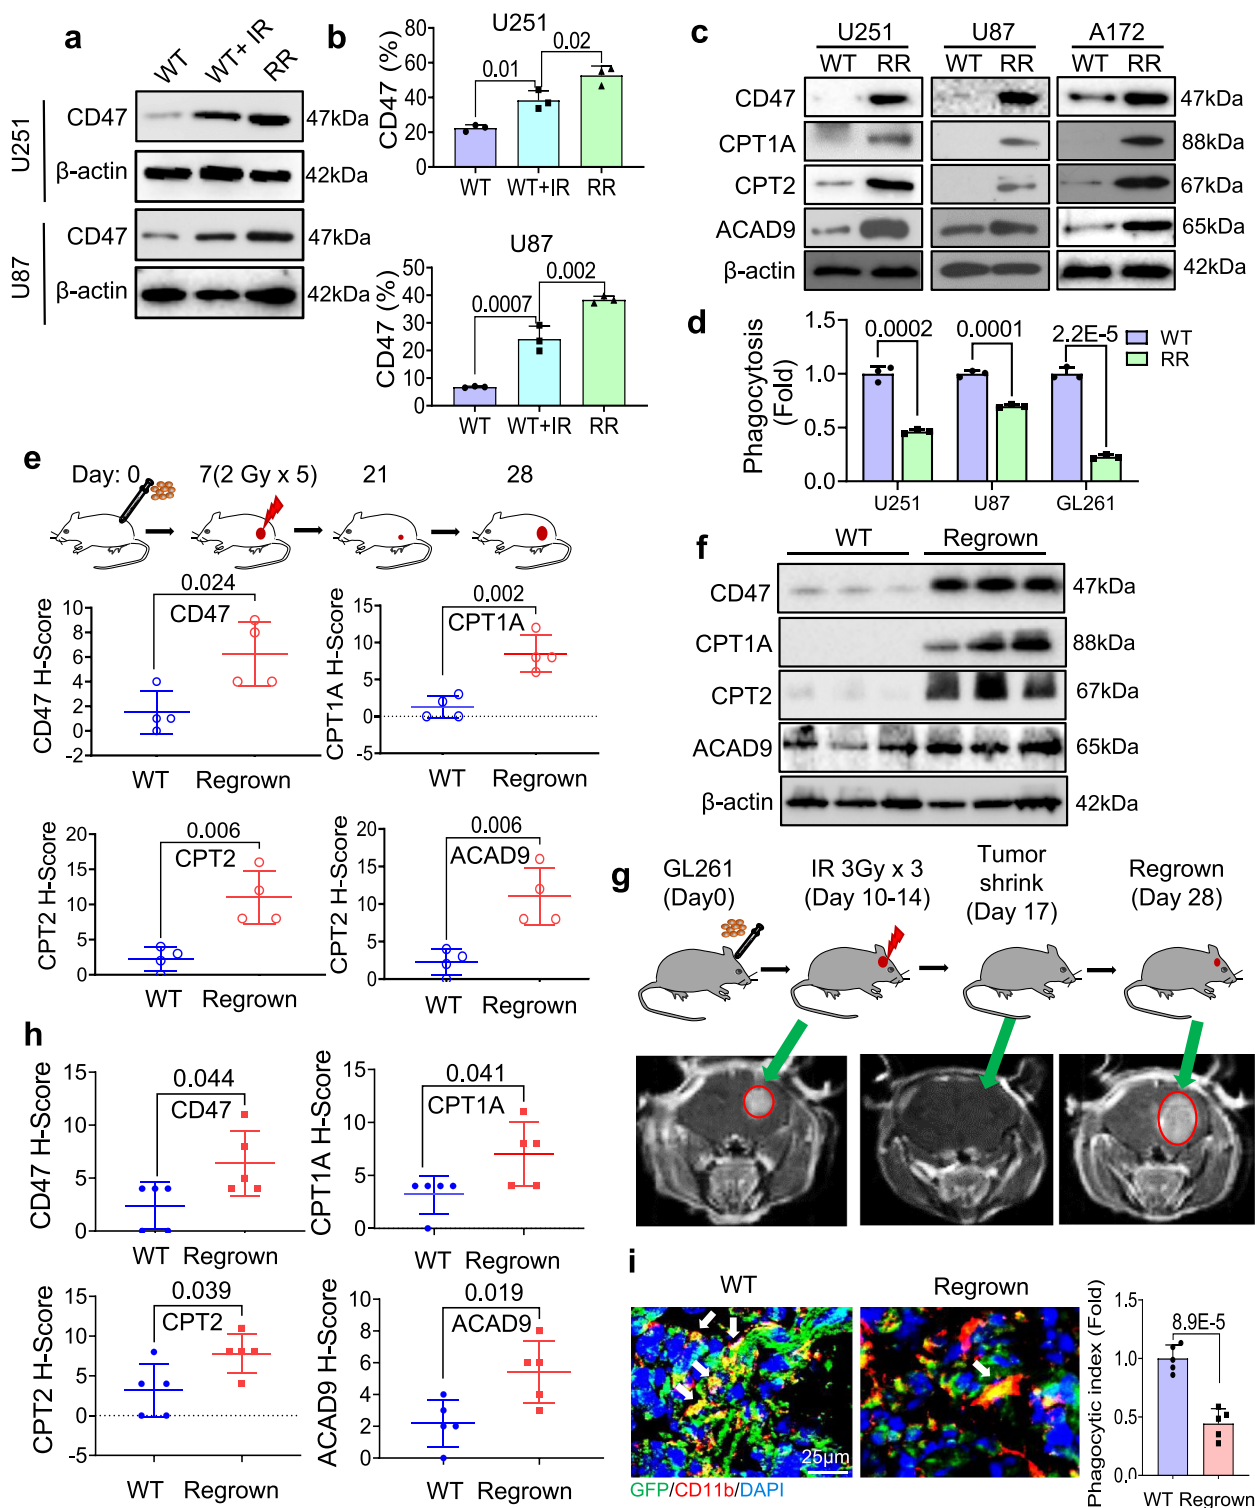 a
WT
WT+ IR
RR
U251
CD47
47kDa
β-actin
42kDa
U87
CD47
47kDa
β-actin
42kDa
b
U251
CD47 (%)
80
60
40
20
0
0.01
0.02
WT
WT+IR
RR
U87
CD47 (%)
50
40
30
20
10
0
0.0007
0.002
WT
WT+IR
RR
c
U251
U87
A172
WT RR
WT RR
WT RR
CD47
47kDa
CPT1A
88kDa
CPT2
67kDa
ACAD9
65kDa
β-actin
42kDa
d
Phagocytosis
(Fold)
1.5
1.0
0.5
0.0
0.0002
0.0001
2.2E-5
WT
RR
U251
U87
GL261
e
Day: 0
7(2 Gy x 5)
21
28
CD47 H-Score
10
8
6
4
2
0
-2
0.024
CD47
WT Regrown
CPT1A H-Score
15
10
5
0
-5
0.002
CPT1A
WT Regrown
CPT2 H-Score
20
15
10
5
0
0.006
CPT2
WT Regrown
CPT2 H-Score
20
15
10
5
0
0.006
ACAD9
WT Regrown
f
WT
Regrown
CD47
47kDa
CPT1A
88kDa
CPT2
67kDa
ACAD9
65kDa
β-actin
42kDa
g
GL261
(Day0)
IR 3Gy x 3
(Day 10-14)
Tumor
shrink
(Day 17)
Regrown
(Day 28)
h
CD47 H-Score
15
10
5
0
0.044
CD47
WT Regrown
CPT1A H-Score
15
10
5
0
0.041
CPT1A
WT Regrown
CPT2 H-Score
15
10
5
0
-5
0.039
CPT2
WT Regrown
ACAD9 H-Score
10
8
6
4
2
0
0.019
ACAD9
WT Regrown
i
WT
Regrown
25μm
GFP/CD11b/DAPI
Phagocytic index (Fold)
1.5
1.0
0.5
0.0
8.9E-5
WT Regrown